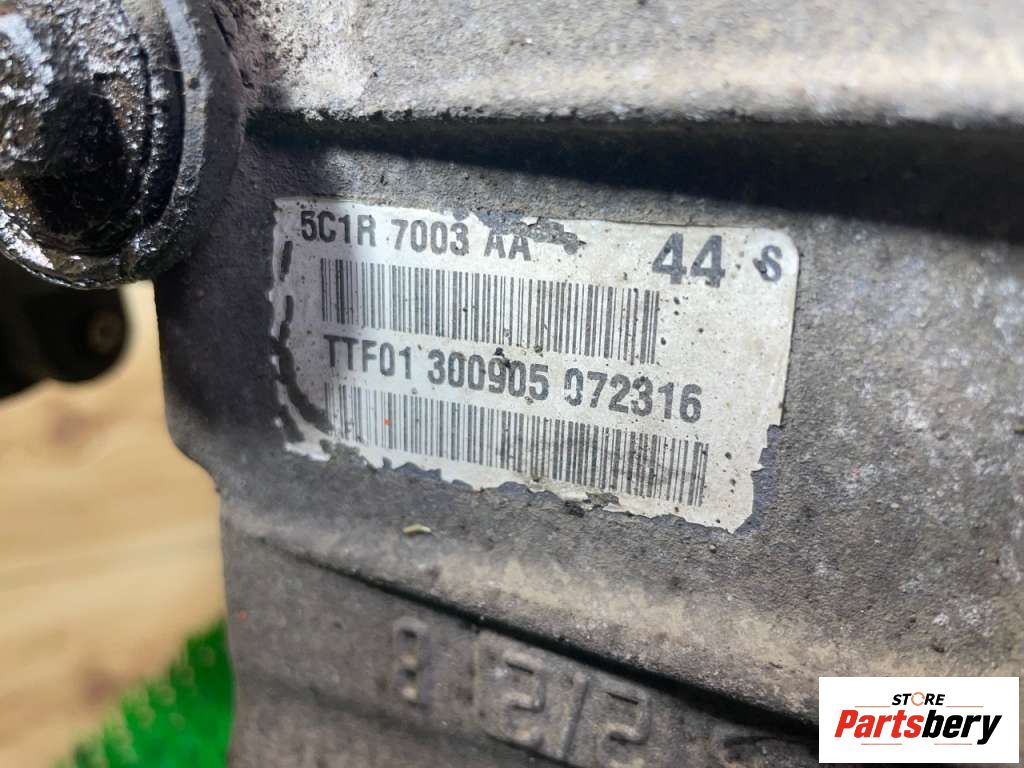 5C1R 7003 AA 44 S
TTF01 300905 072316
STORE
Partsbery